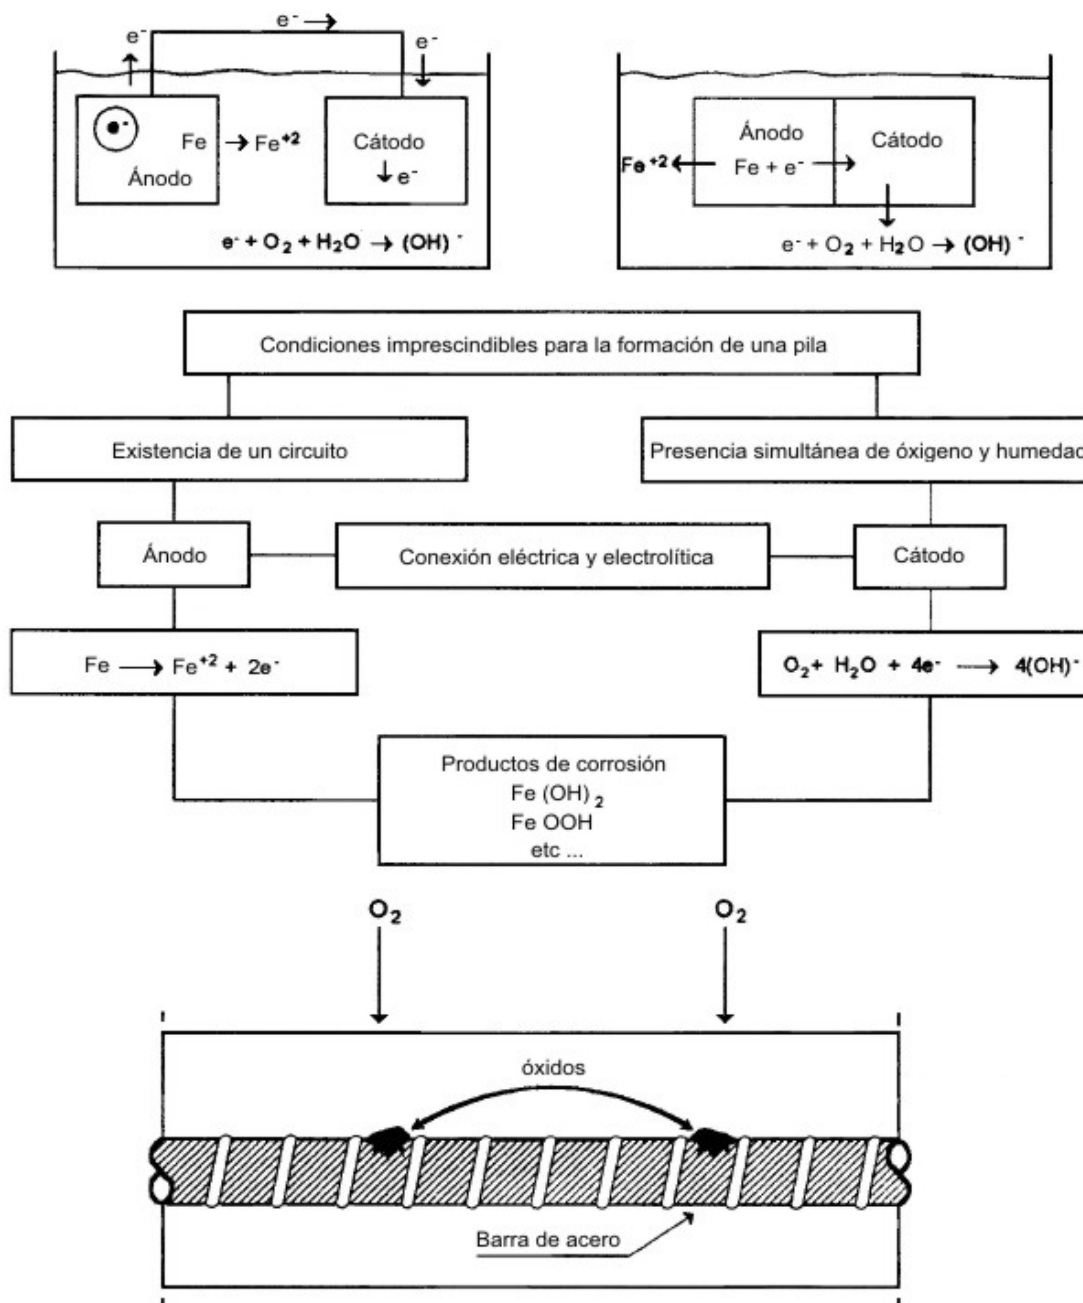 e⁻ →
e⁻
e⁻
e⁻
Fe → Fe⁺²
Ánodo
Cátodo
e⁻
e⁻ + O₂ + H₂O → (OH)⁻
Ánodo
Cátodo
Fe⁺²
Fe + e⁻
e⁻ + O₂ + H₂O → (OH)⁻
Condiciones imprescindibles para la formación de una pila
Existencia de un circuito
Presencia simultánea de óxigeno y humedad
Ánodo
Conexión eléctrica y electrolítica
Cátodo
Fe → Fe⁺² + 2e⁻
O₂ + H₂O + 4e⁻ → 4(OH)⁻
Productos de corrosión
Fe (OH)₂
Fe OOH
etc ...
O₂
O₂
óxidos
Barra de acero